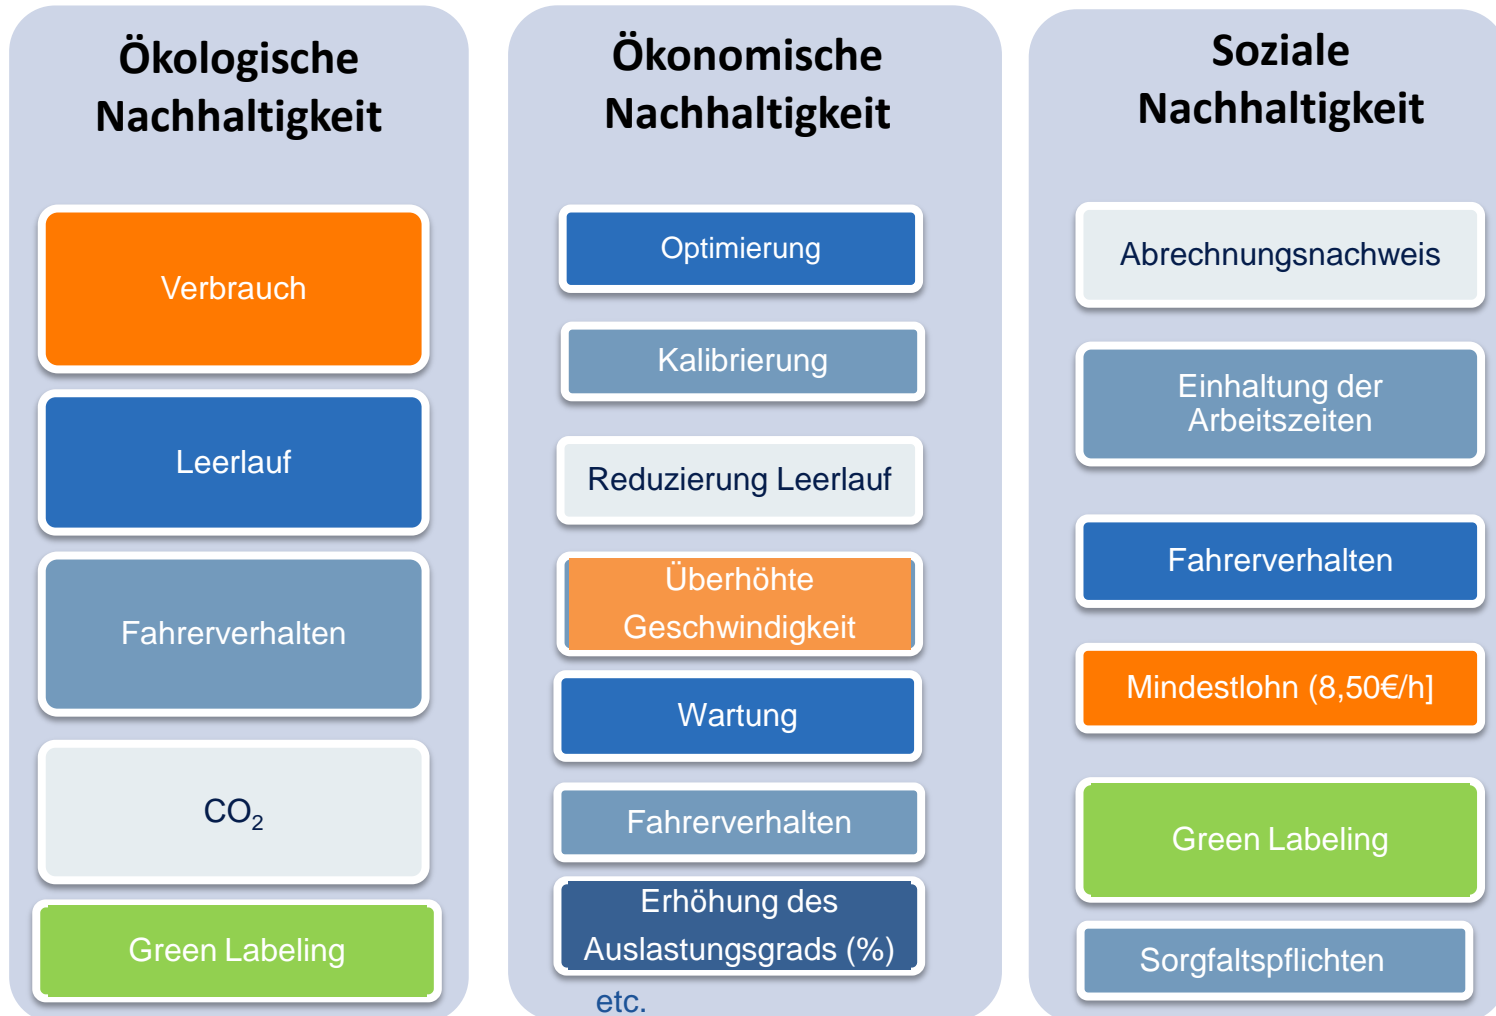 Ökologische
Nachhaltigkeit
Verbrauch
Leerlauf
Fahrerverhalten
CO₂
Green Labeling
Ökonomische
Nachhaltigkeit
Optimierung
Kalibrierung
Reduzierung Leerlauf
Überhöhte
Geschwindigkeit
Wartung
Fahrerverhalten
Erhöhung des
Auslastungsgrads (%)
etc.
Soziale
Nachhaltigkeit
Abrechnungsnachweis
Einhaltung der
Arbeitszeiten
Fahrerverhalten
Mindestlohn (8,50€/h]
Green Labeling
Sorgfaltspflichten